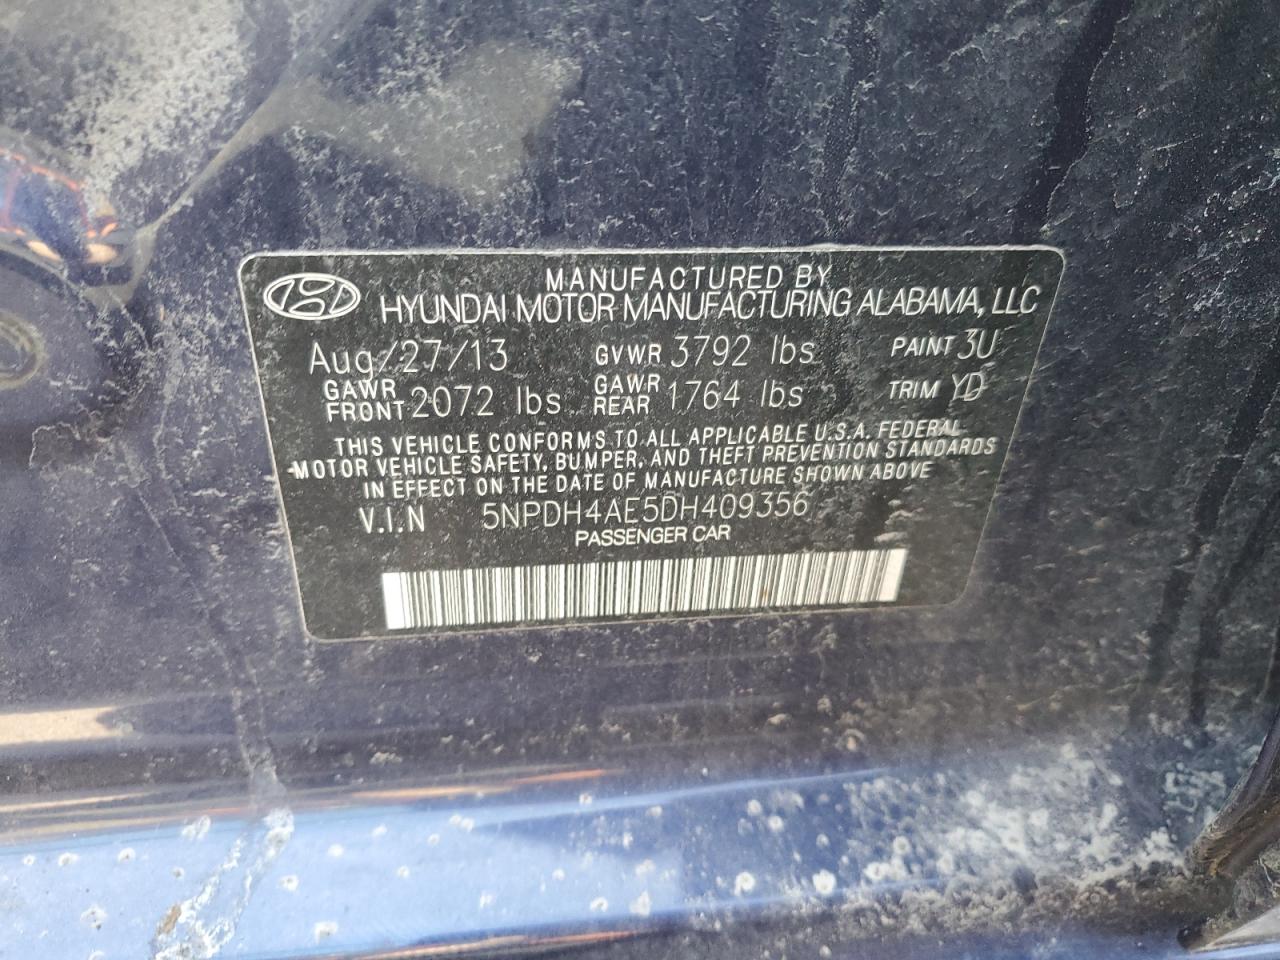 MANUFACTURED BY
HYUNDAI MOTOR MANUFACTURING ALABAMA, LLC
Aug/27/13 GVWR 3792 lbs PAINT 3U
GAWR FRONT 2072 lbs GAWR REAR 1764 lbs TRIM YD
THIS VEHICLE CONFORMS TO ALL APPLICABLE U.S.A. FEDERAL
MOTOR VEHICLE SAFETY, BUMPER, AND THEFT PREVENTION STANDARDS
IN EFFECT ON THE DATE OF MANUFACTURE SHOWN ABOVE
V.I.N 5NPDH4AE5DH409356
PASSENGER CAR